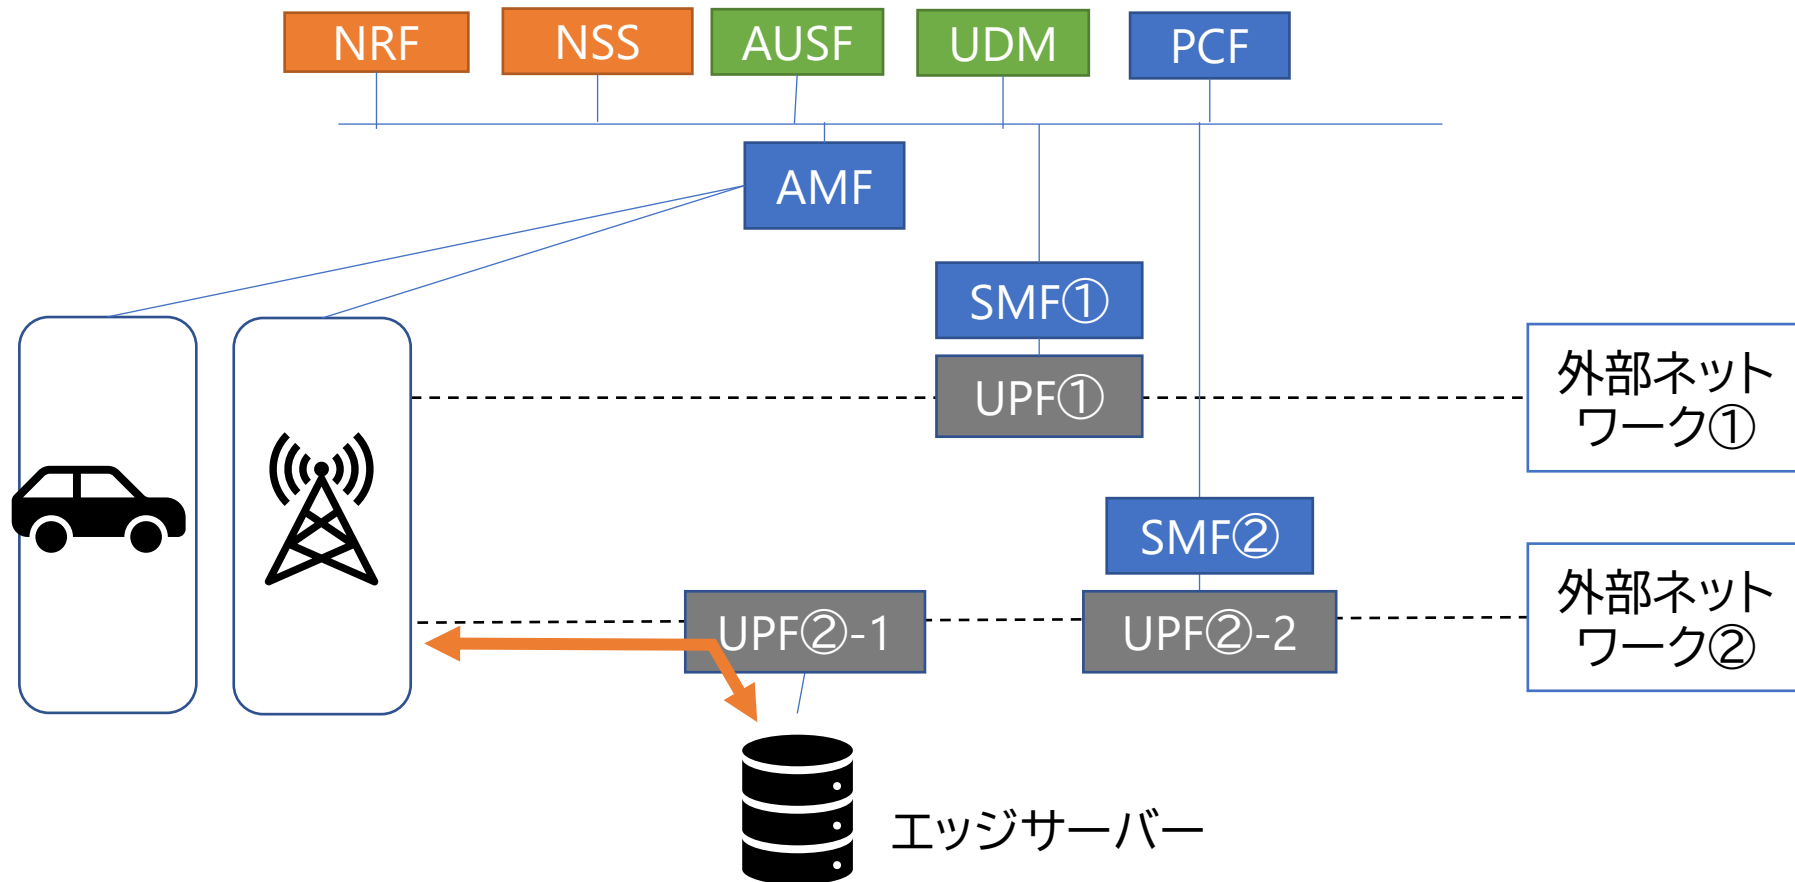 NRF
NSS
AUSF
UDM
PCF
AMF
SMF①
UPF①
外部ネット
ワーク①
SMF②
UPF②-1
UPF②-2
外部ネット
ワーク②
エッジサーバー